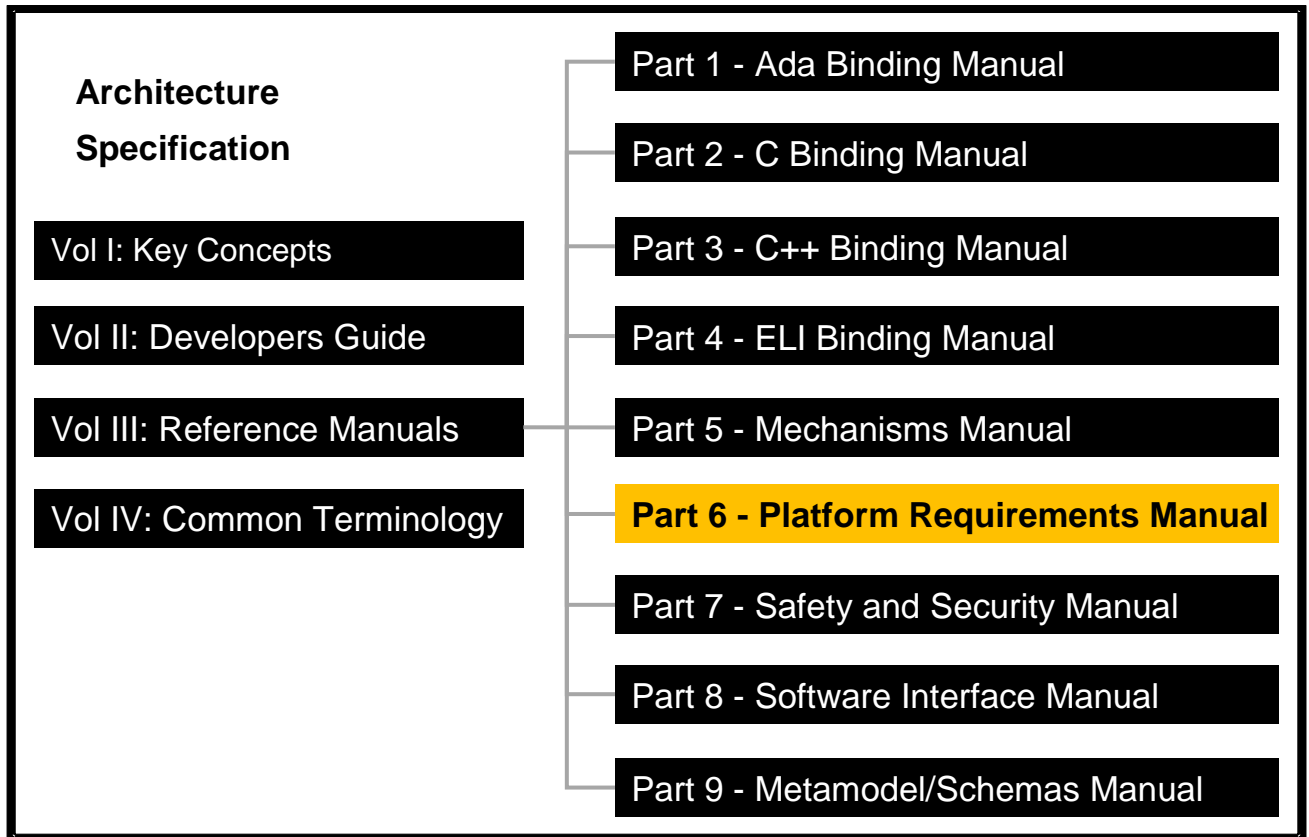 Architecture
Specification
Vol I: Key Concepts
Vol II: Developers Guide
Vol III: Reference Manuals
Vol IV: Common Terminology
Part 1 - Ada Binding Manual
Part 2 - C Binding Manual
Part 3 - C++ Binding Manual
Part 4 - ELI Binding Manual
Part 5 - Mechanisms Manual
Part 6 - Platform Requirements Manual
Part 7 - Safety and Security Manual
Part 8 - Software Interface Manual
Part 9 - Metamodel/Schemas Manual